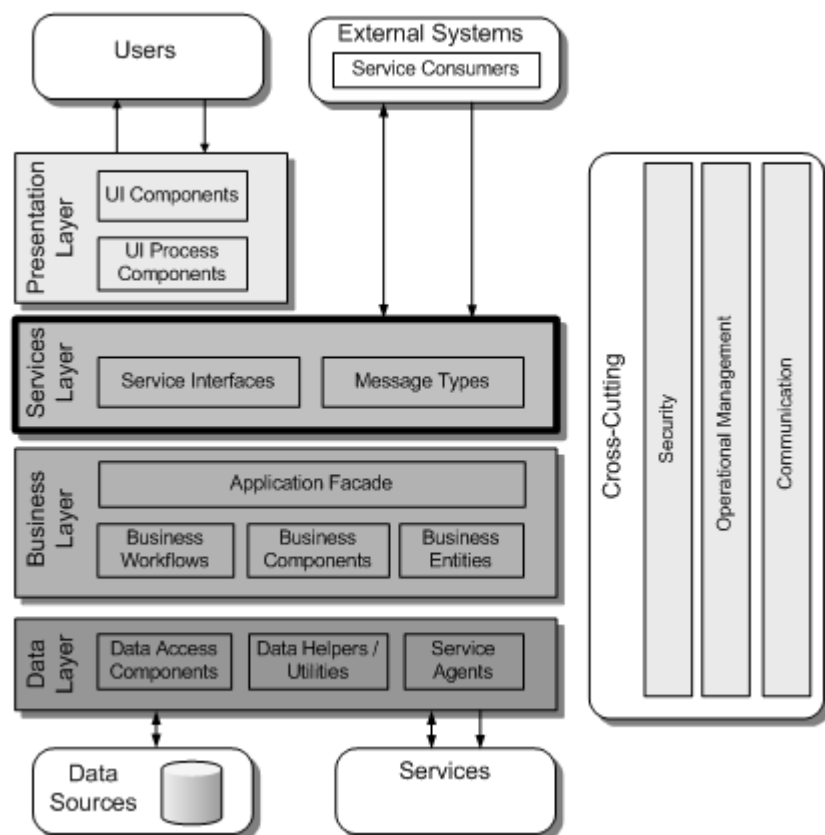 Users
External Systems
Service Consumers
Presentation
Layer
UI Components
UI Process
Components
Services
Layer
Service Interfaces
Message Types
Business
Layer
Application Facade
Business
Workflows
Business
Components
Business
Entities
Data
Layer
Data Access
Components
Data Helpers /
Utilities
Service
Agents
Data
Sources
Services
Cross-Cutting
Security
Operational Management
Communication